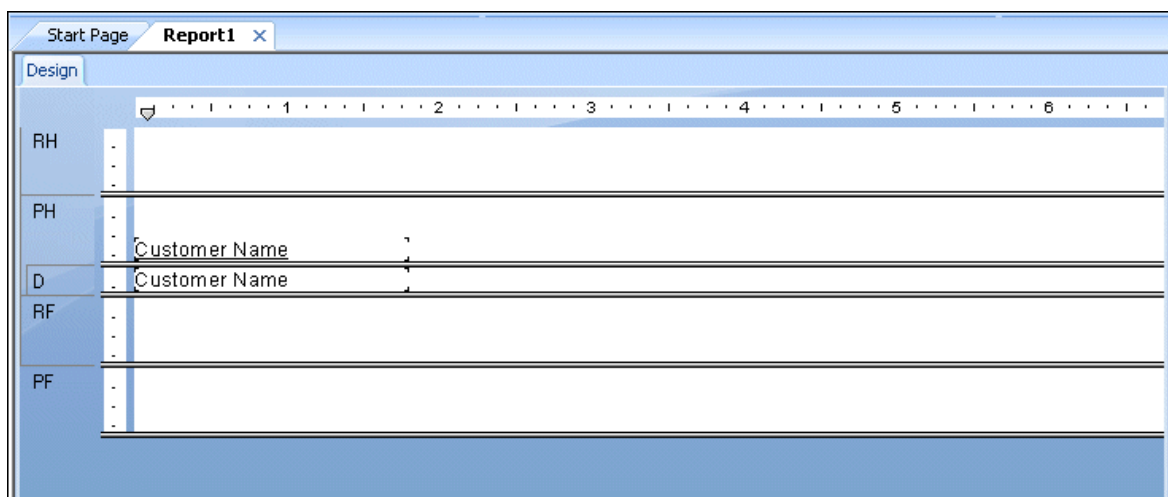 Start Page Report1 ×
Design
1 2 3 4 5 6
RH
PH
Customer Name
D Customer Name
RF
PF